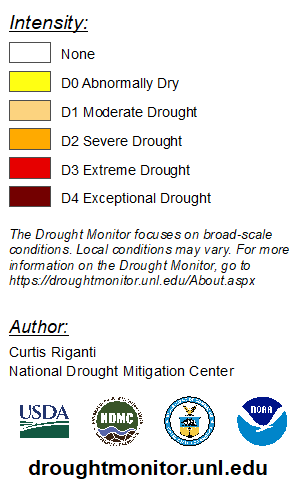 Intensity:
None
D0 Abnormally Dry
D1 Moderate Drought
D2 Severe Drought
D3 Extreme Drought
D4 Exceptional Drought
The Drought Monitor focuses on broad-scale
conditions. Local conditions may vary. For more
information on the Drought Monitor, go to
https://droughtmonitor.unl.edu/About.aspx
Author:
Curtis Riganti
National Drought Mitigation Center
USDA
NDMC
NOAA
droughtmonitor.unl.edu